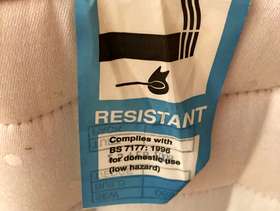 RESISTANT
Complies with
BS 7177: 1996
for domestic use
(low hazard)